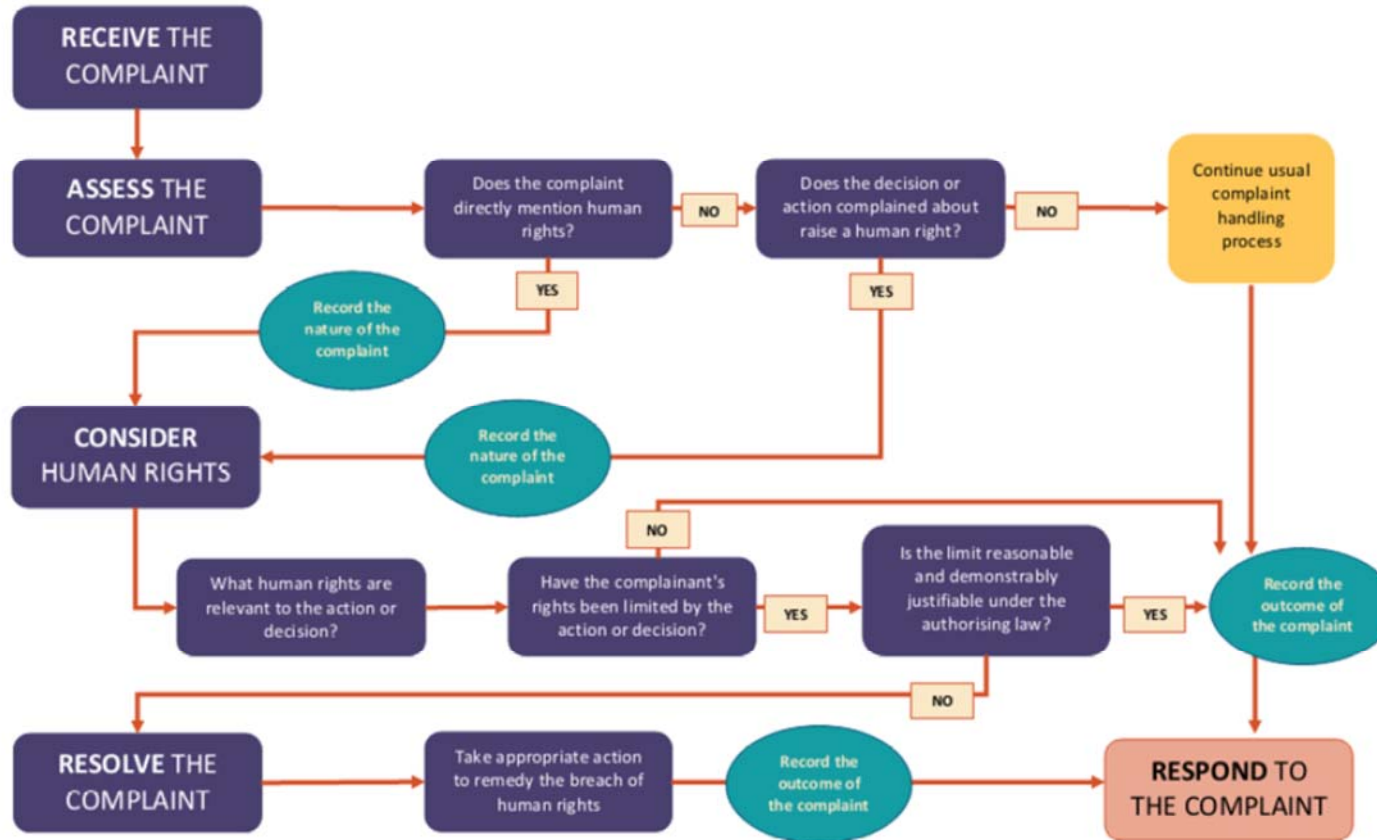 RECEIVE THE
COMPLAINT
ASSESS THE
COMPLAINT
Does the complaint
directly mention human
rights?
NO
Does the decision or
action complained about
raise a human right?
NO
Continue usual
complaint
handling
process
YES
YES
Record the
nature of the
complaint
CONSIDER
HUMAN RIGHTS
Record the
nature of the
complaint
NO
What human rights are
relevant to the action or
decision?
Have the complainant's
rights been limited by the
action or decision?
YES
Is the limit reasonable
and demonstrably
justifiable under the
authorising law?
YES
Record the
outcome of
the complaint
NO
RESOLVE THE
COMPLAINT
Take appropriate action
to remedy the breach of
human rights
Record the
outcome of
the complaint
RESPOND TO
THE COMPLAINT